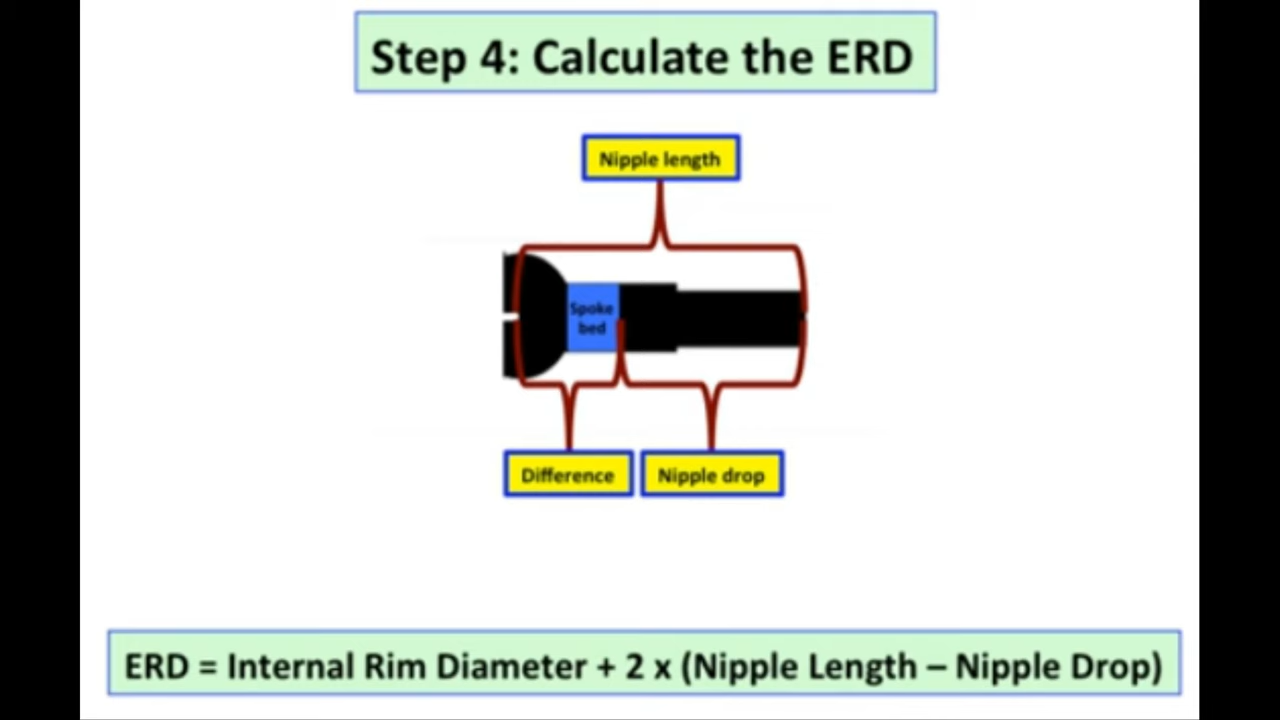 Step 4: Calculate the ERD
Nipple length
Spoke
bed
Difference
Nipple drop
ERD = Internal Rim Diameter + 2 x (Nipple Length – Nipple Drop)